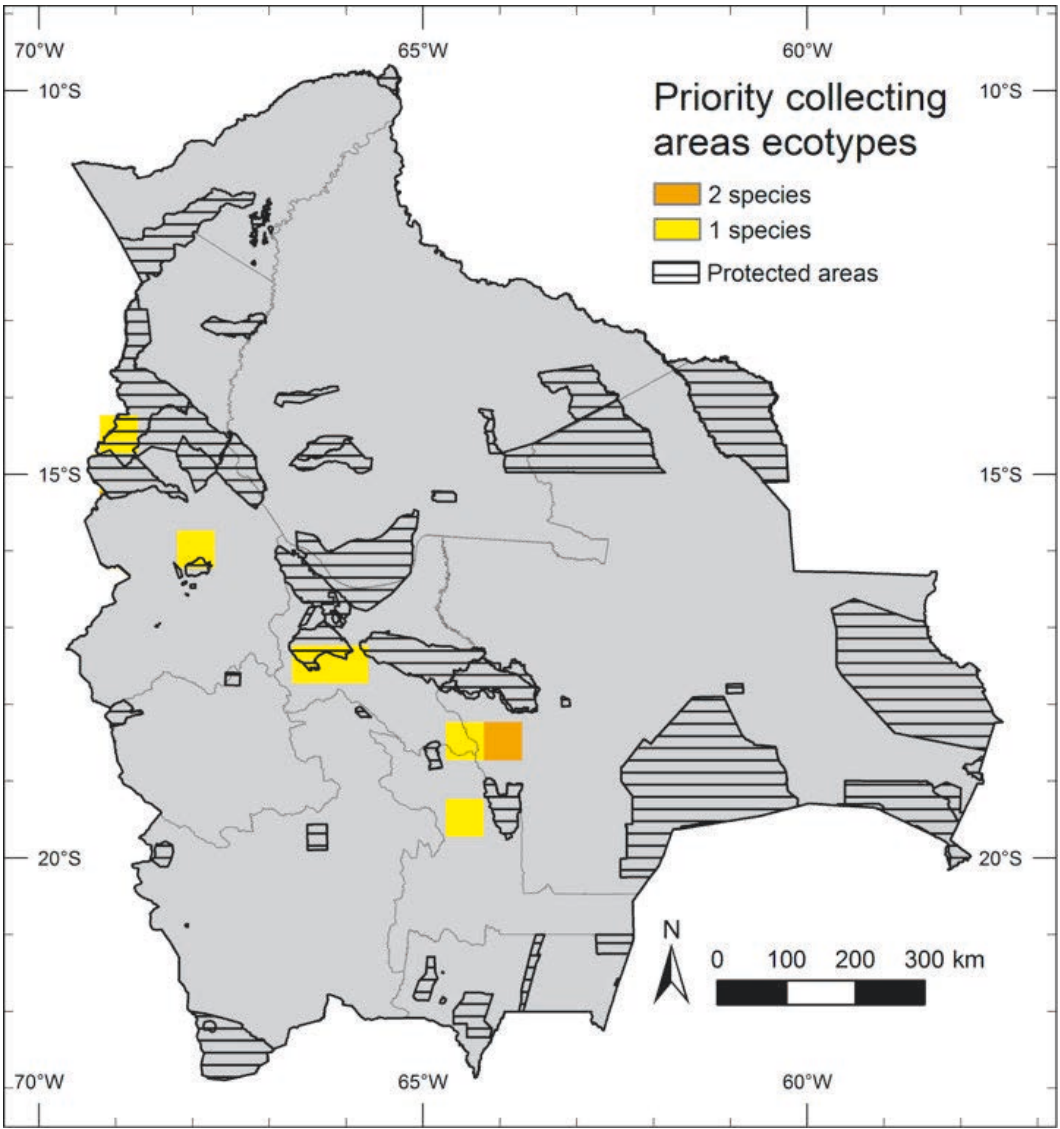 70°W 65°W 60°W
10°S 10°S
Priority collecting
areas ecotypes
2 species
1 species
Protected areas
15°S 15°S
20°S 20°S
N
0 100 200 300 km
70°W 65°W 60°W